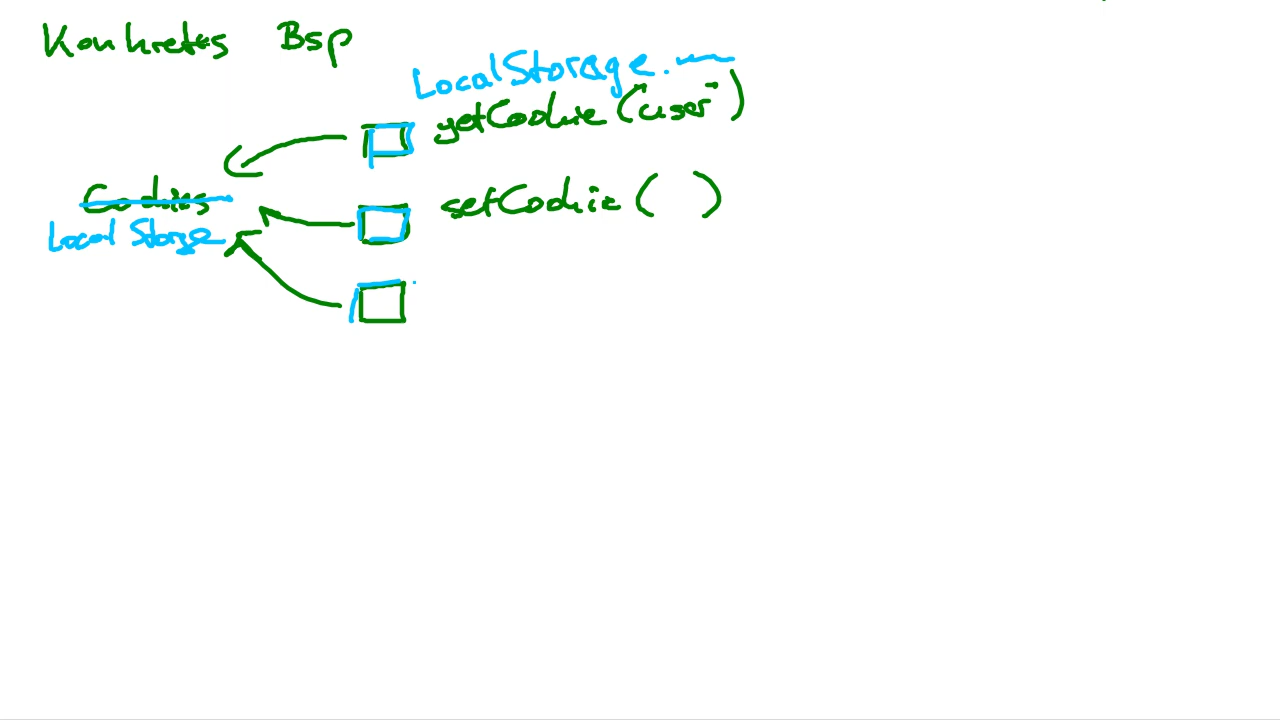 Konkretes Bsp
LocalStorage.
getCookie("user")
Cookies
setCookie( )
Local Storage